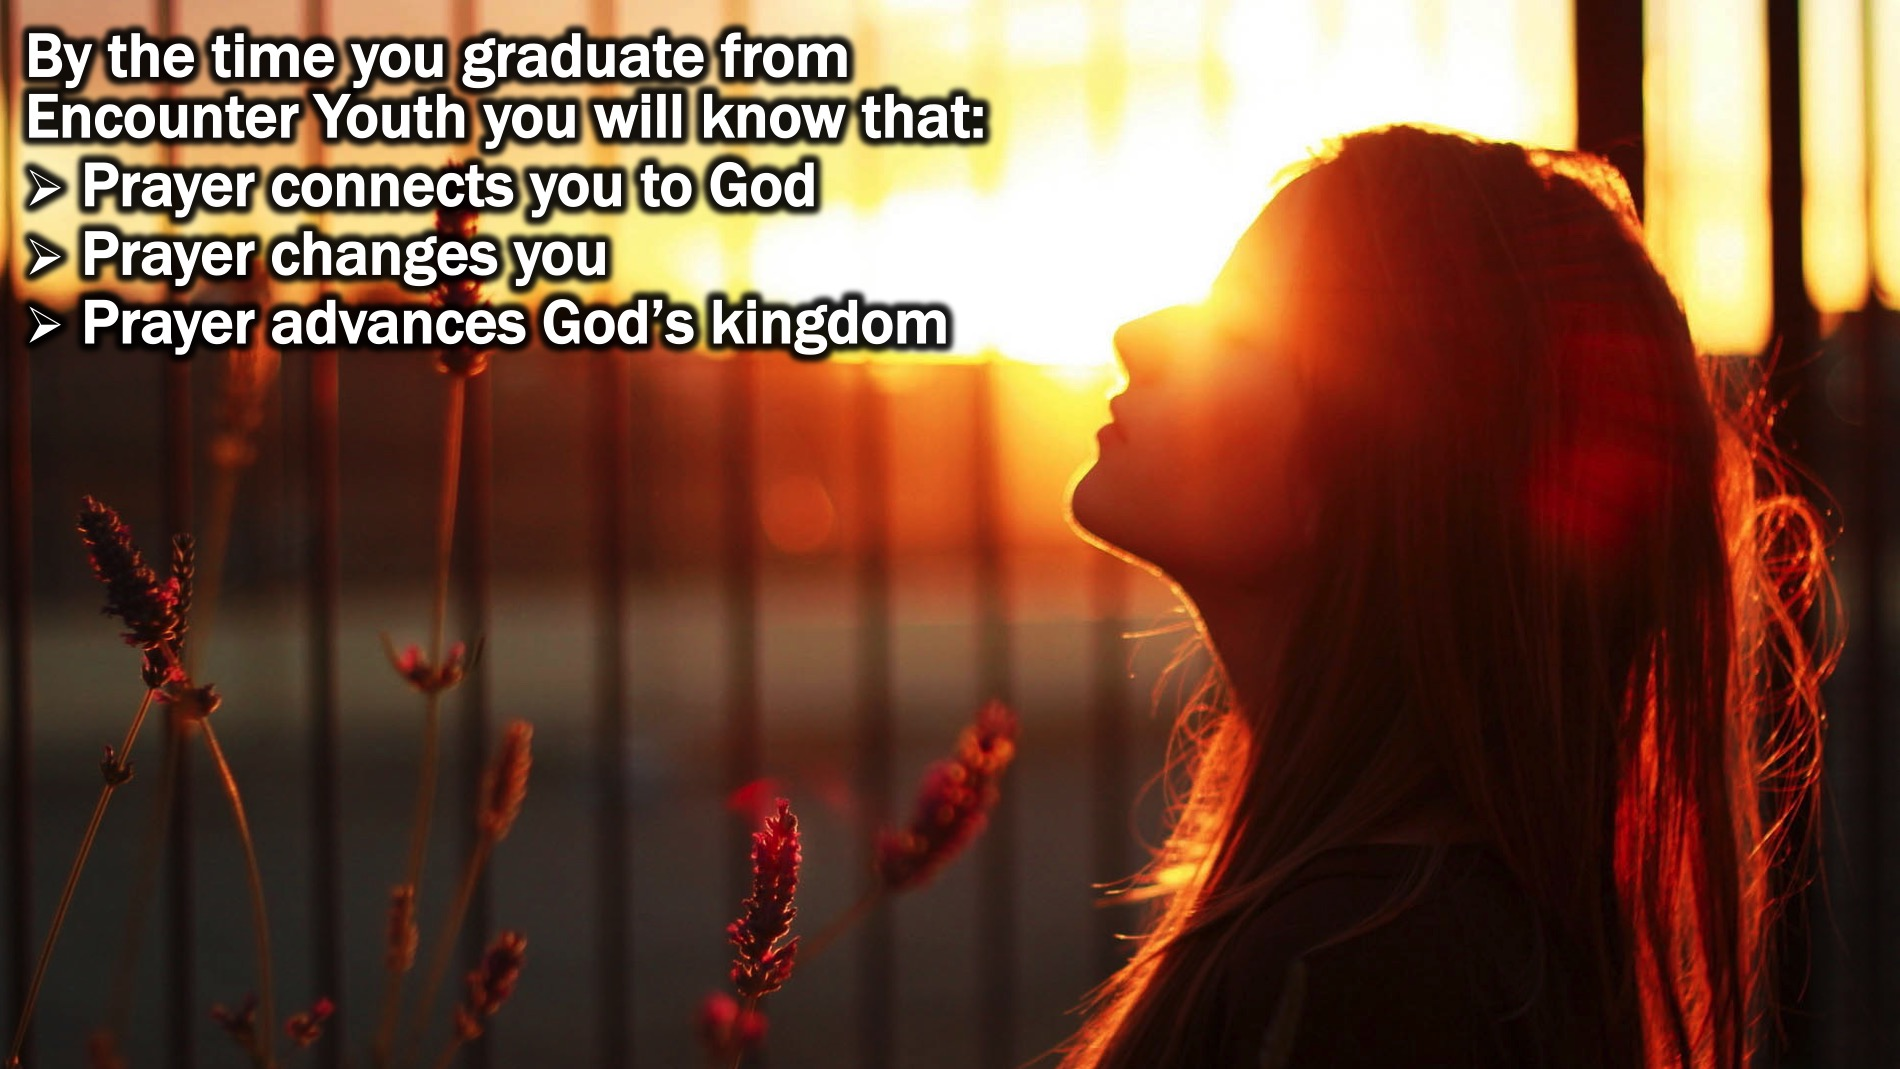 By the time you graduate from
Encounter Youth you will know that:
➢ Prayer connects you to God
➢ Prayer changes you
➢ Prayer advances God’s kingdom